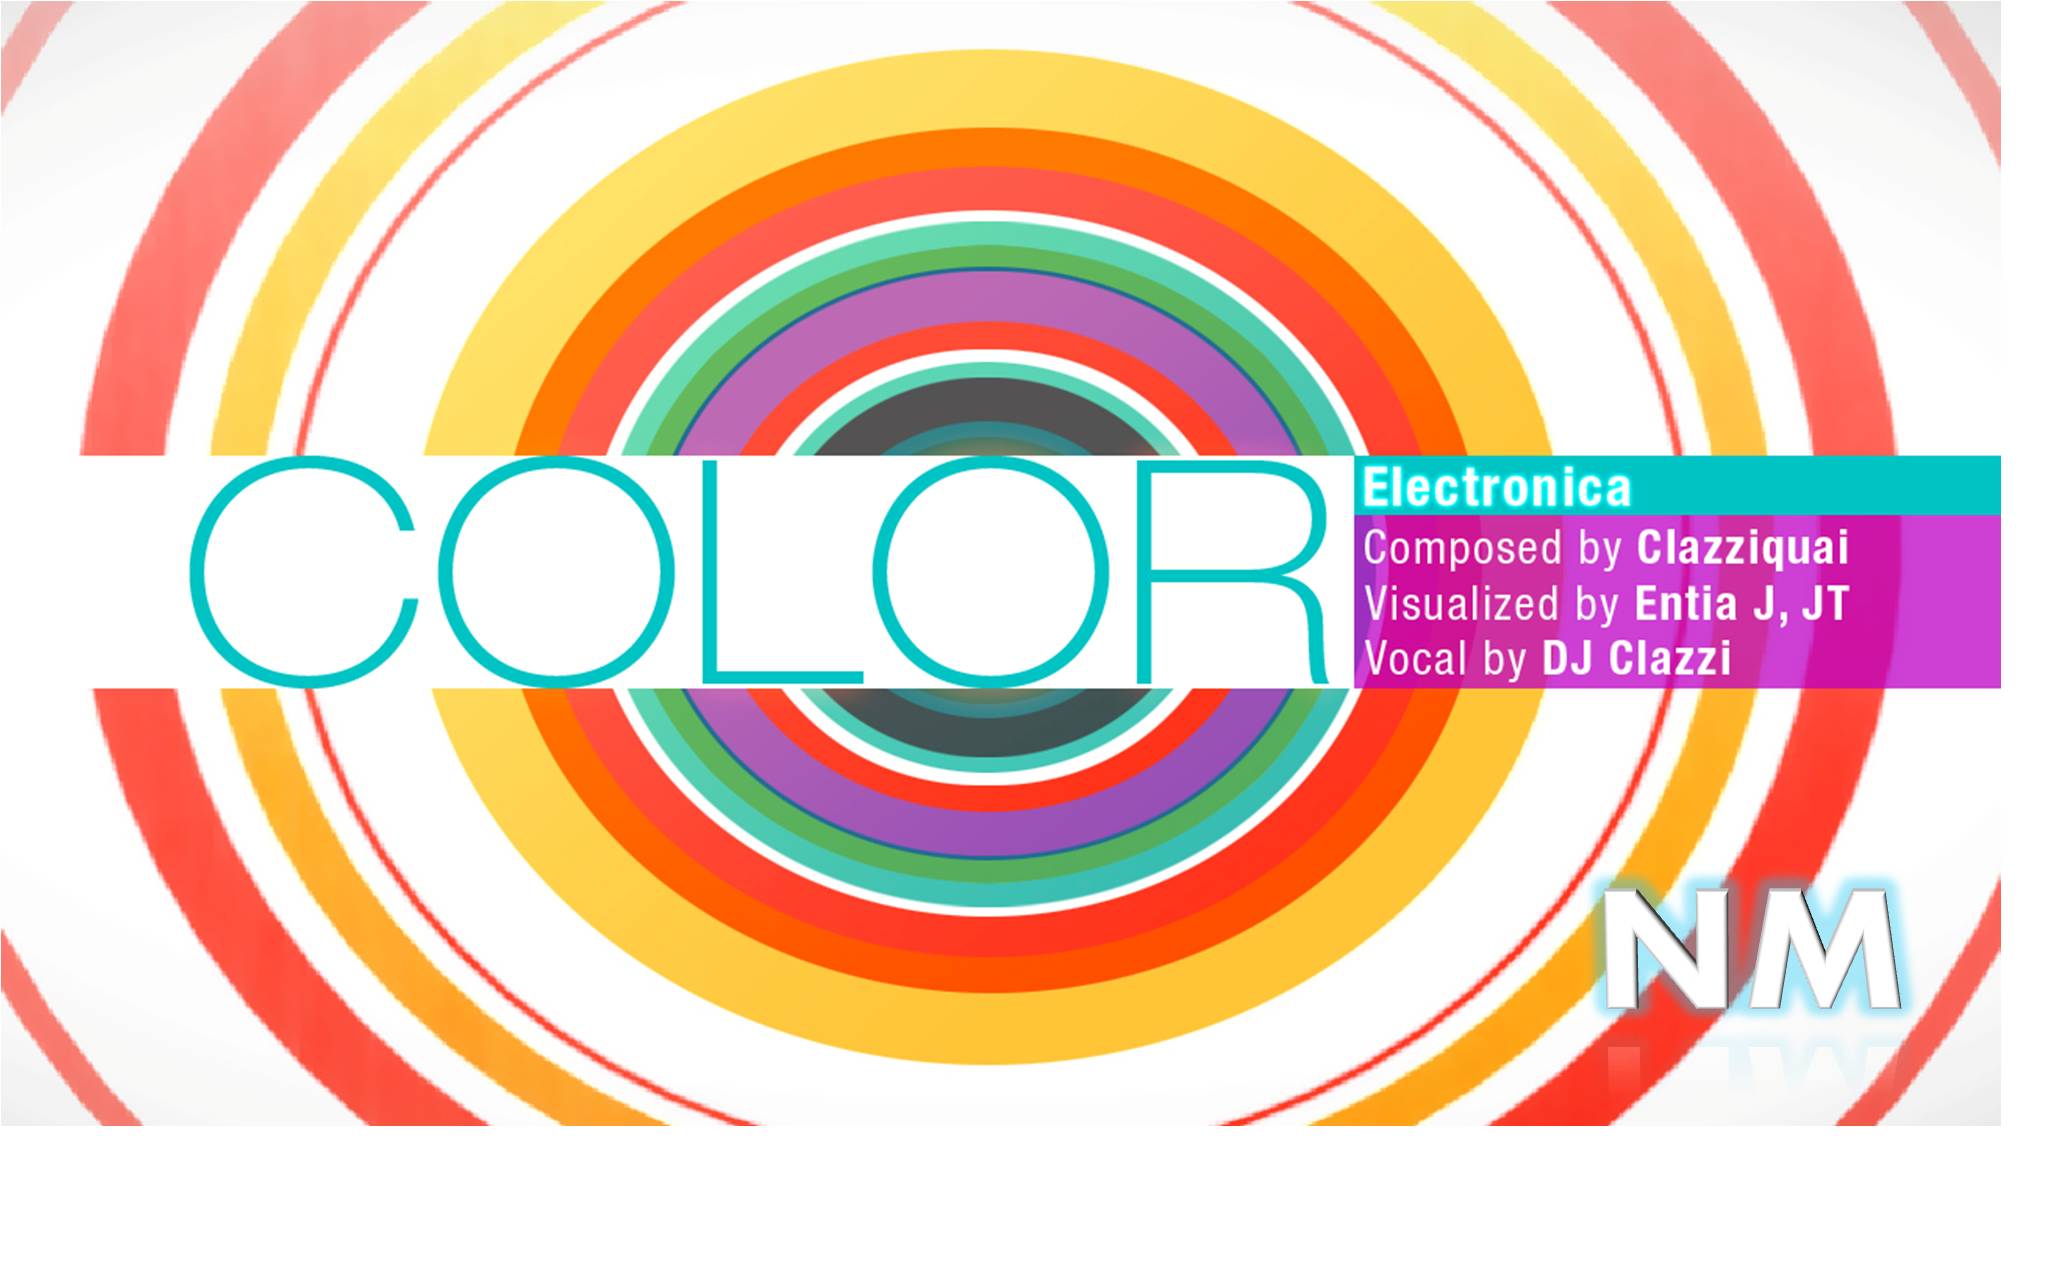 COLOR
Electronica
Composed by Clazziquai
Visualized by Entia J, JT
Vocal by DJ Clazzi
NM